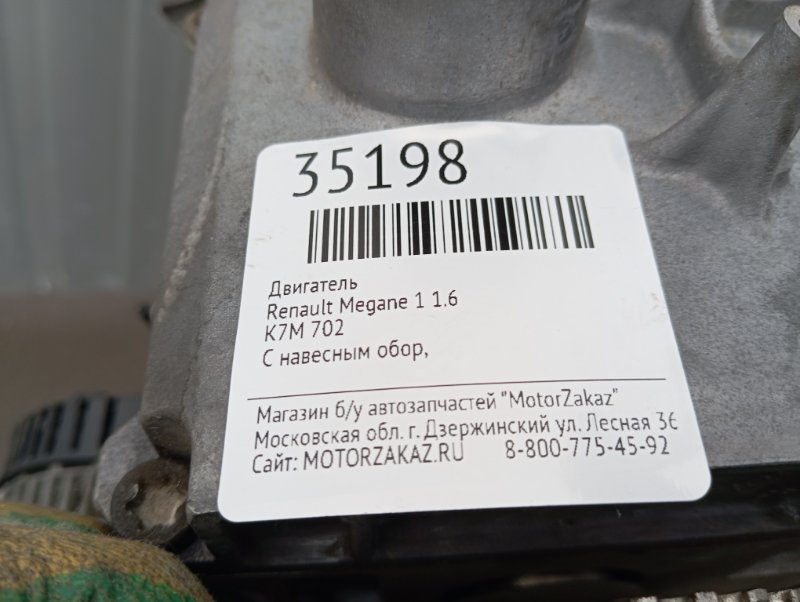 35198
Двигатель
Renault Megane 1 1.6
K7M 702
С навесным обор,
Магазин б/у автозапчастей "MotorZakaz"
Московская обл. г. Дзержинский ул. Лесная 36
Сайт: MOTORZAKAZ.RU 8-800-775-45-92